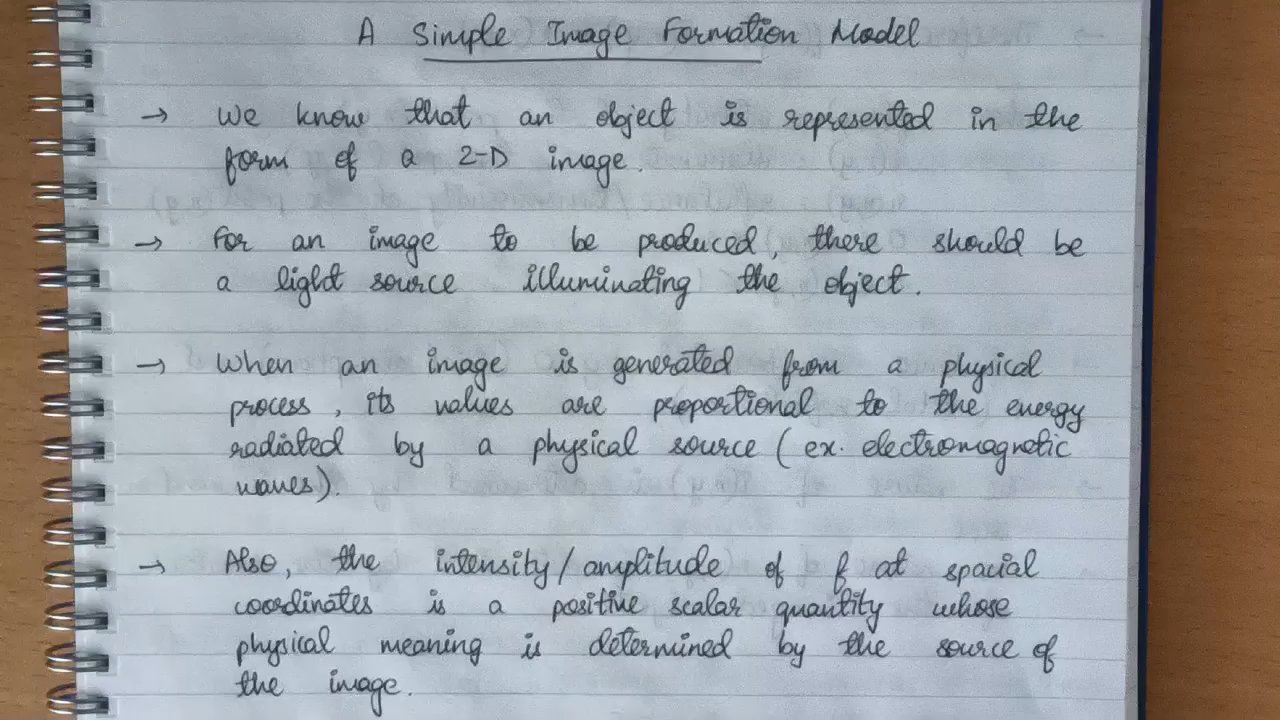 A Simple Image Formation Model
→ We know that an object is represented in the
form of a 2-D image.
→ For an image to be produced, there should be
a light source illuminating the object.
→ When an image is generated from a physical
process, its values are proportional to the energy
radiated by a physical source (ex. electromagnetic
waves).
→ Also, the intensity/amplitude of f at spacial
coordinates is a positive scalar quantity whose
physical meaning is determined by the source of
the image.